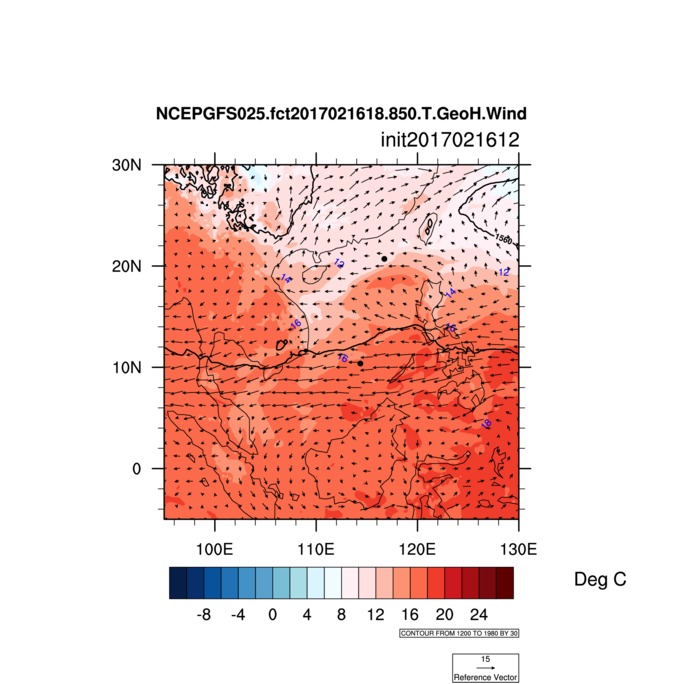 NCEPGFS025.fct2017021618.850.T.GeoH.Wind
init2017021612
30N
20N
10N
0
1560
12
12
14
14
16
16
16
18
100E 110E 120E 130E
-8 -4 0 4 8 12 16 20 24
Deg C
CONTOUR FROM 1200 TO 1980 BY 30
15
Reference Vector